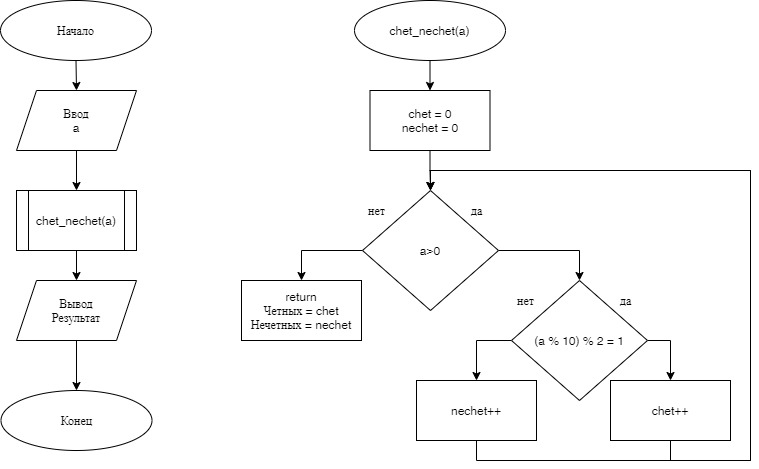 Начало
Ввод
a
chet_nechet(a)
Вывод
Результат
Конец
chet_nechet(a)
chet = 0
nechet = 0
нет
да
a>0
return
Четных = chet
Нечетных = nechet
нет
да
(a % 10) % 2 = 1
nechet++
chet++